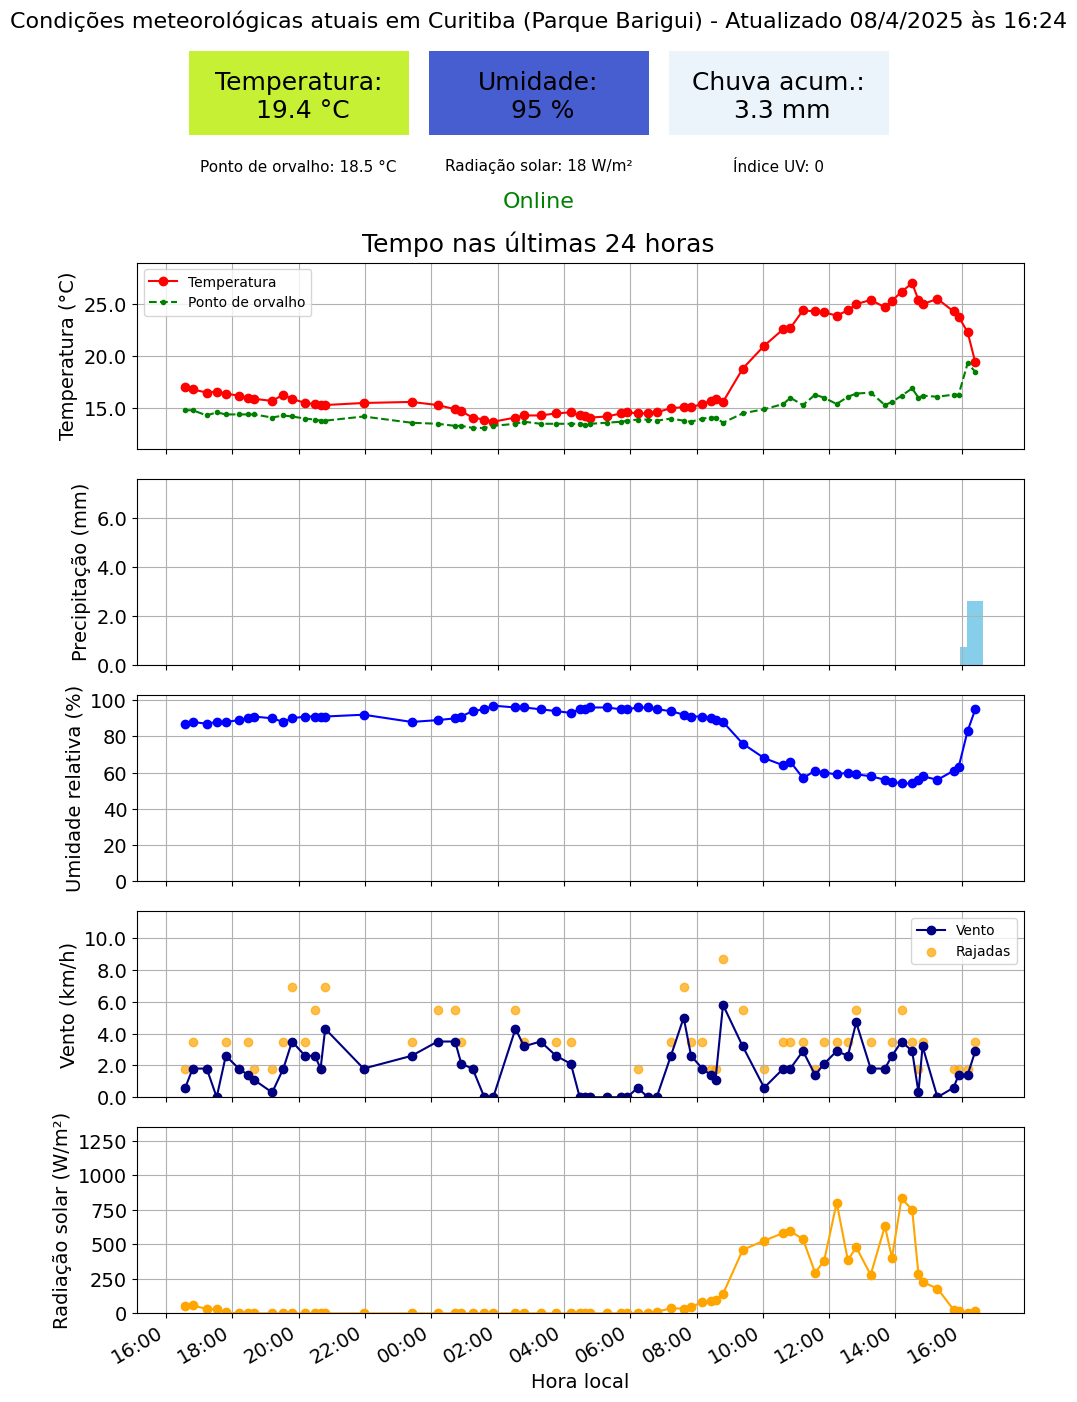 Condições meteorológicas atuais em Curitiba (Parque Barigui) - Atualizado 08/4/2025 às 16:24
Temperatura:
19.4 °C
Umidade:
95 %
Chuva acum.:
3.3 mm
Ponto de orvalho: 18.5 °C
Radiação solar: 18 W/m²
Índice UV: 0
Online
Tempo nas últimas 24 horas
Temperatura (°C)
25.0
20.0
15.0
Temperatura
Ponto de orvalho
Precipitação (mm)
6.0
4.0
2.0
0.0
Umidade relativa (%)
100
80
60
40
20
0
Vento (km/h)
10.0
8.0
6.0
4.0
2.0
0.0
Vento
Rajadas
Radiação solar (W/m²)
1250
1000
750
500
250
0
16:00
18:00
20:00
22:00
00:00
02:00
04:00
06:00
08:00
10:00
12:00
14:00
16:00
Hora local